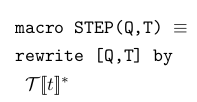 macro STEP(Q,T) ≡
rewrite [Q,T] by
𝒯⟦t⟧*